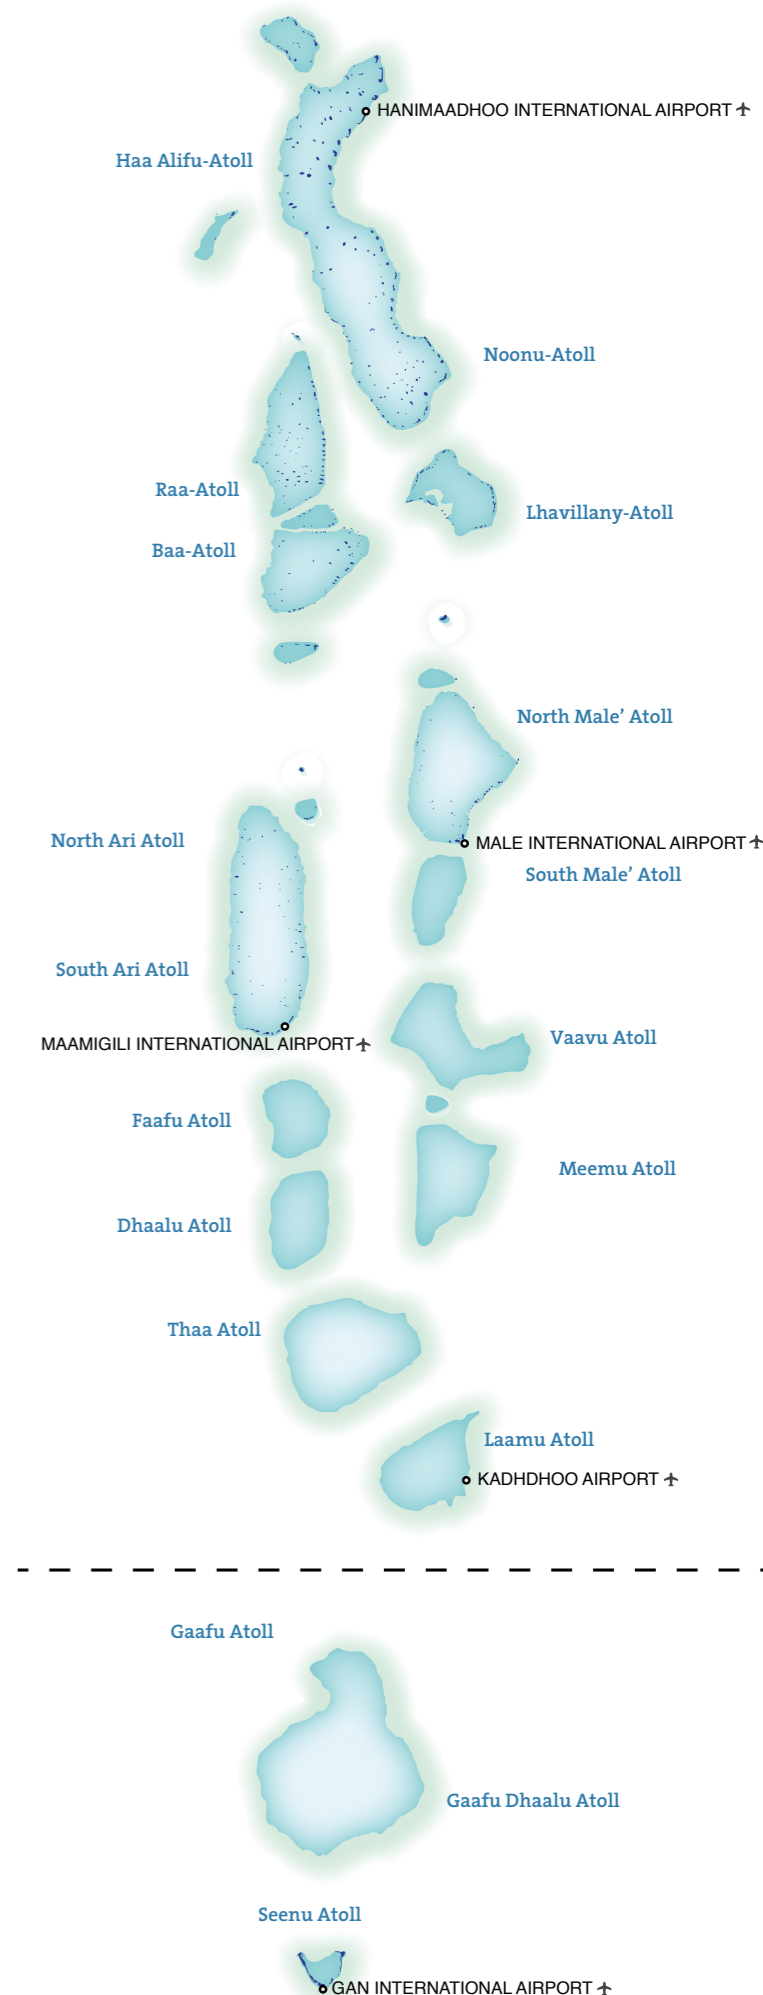 HANIMAADHOO INTERNATIONAL AIRPORT
Haa Alifu-Atoll
Noonu-Atoll
Raa-Atoll
Lhavillany-Atoll
Baa-Atoll
North Male’ Atoll
North Ari Atoll
MALE INTERNATIONAL AIRPORT
South Male’ Atoll
South Ari Atoll
Vaavu Atoll
MAAMIGILI INTERNATIONAL AIRPORT
Faafu Atoll
Meemu Atoll
Dhaalu Atoll
Thaa Atoll
Laamu Atoll
KADHDHOO AIRPORT
Gaafu Atoll
Gaafu Dhaalu Atoll
Seenu Atoll
GAN INTERNATIONAL AIRPORT